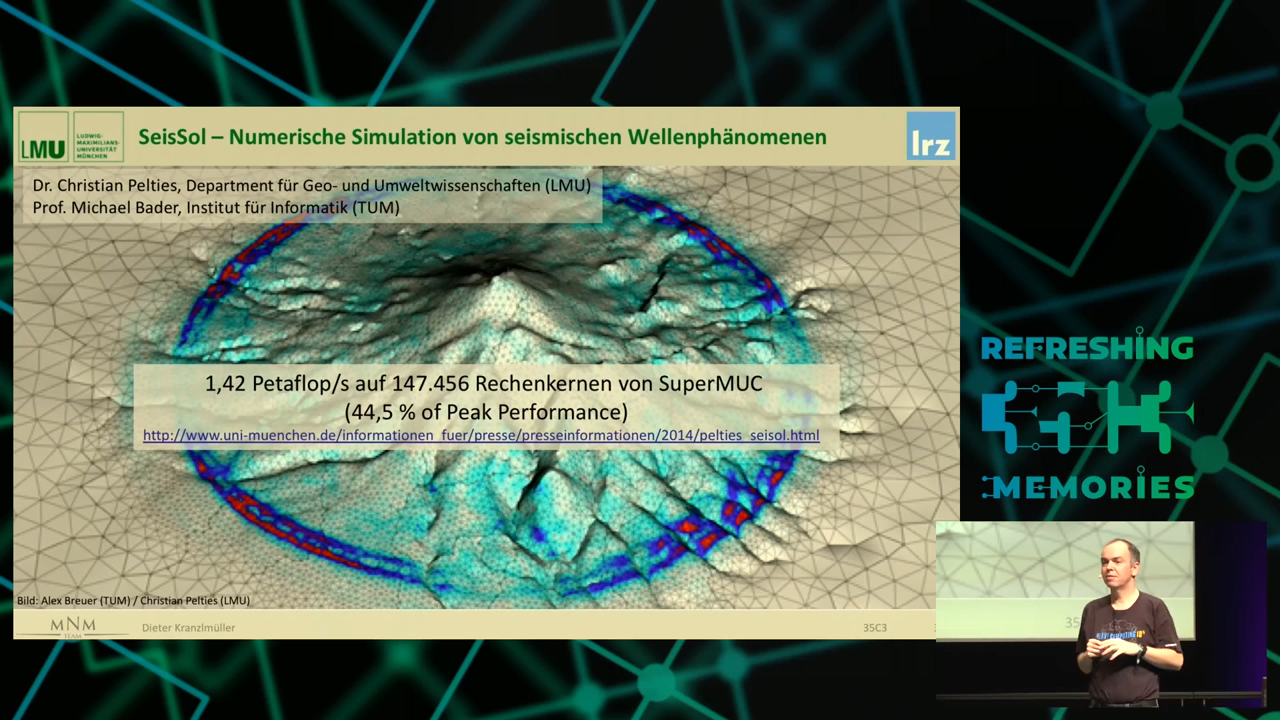 LMU
LUDWIG-
MAXIMILIANS-
UNIVERSITÄT
MÜNCHEN
SeisSol – Numerische Simulation von seismischen Wellenphänomenen
lrz
Dr. Christian Pelties, Department für Geo- und Umweltwissenschaften (LMU)
Prof. Michael Bader, Institut für Informatik (TUM)
1,42 Petaflop/s auf 147.456 Rechenkernen von SuperMUC
(44,5 % of Peak Performance)
http://www.uni-muenchen.de/informationen_fuer/presse/presseinformationen/2014/pelties_seisol.html
Bild: Alex Breuer (TUM) / Christian Pelties (LMU)
MNM
TEAM
Dieter Kranzlmüller
35C3
REFRESHING
35C3
MEMORIES